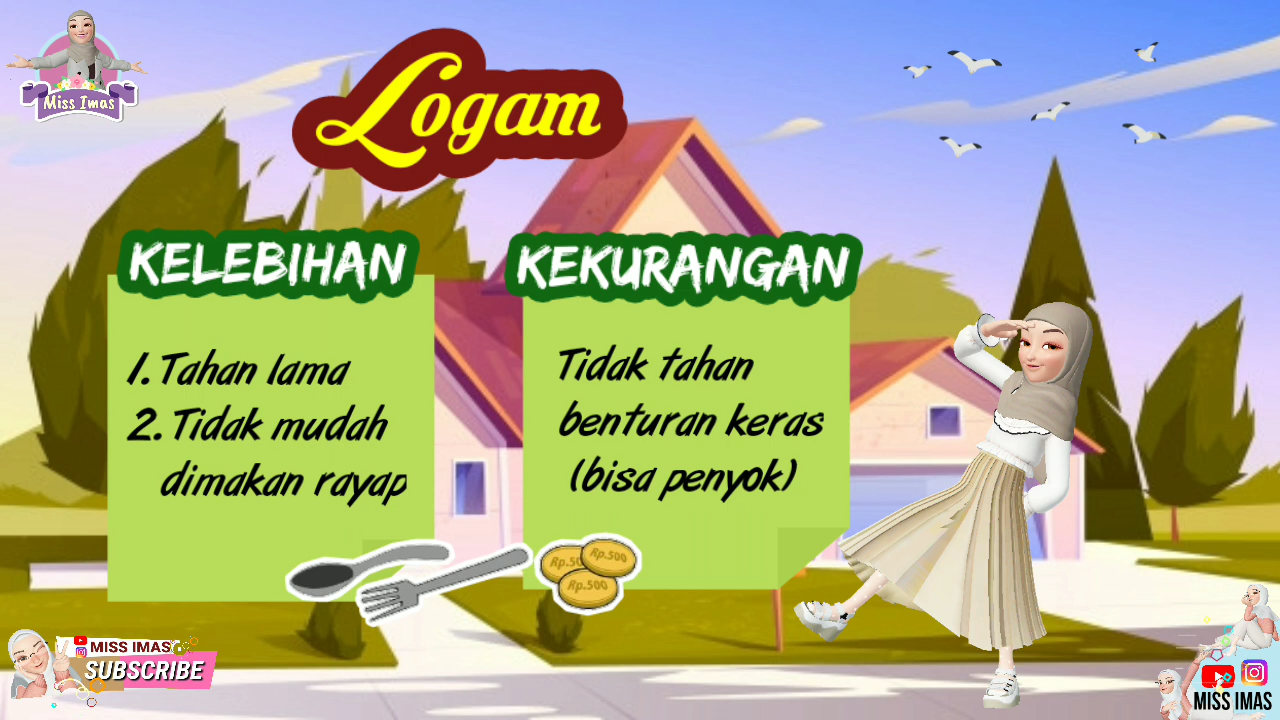 Miss Imas
Logam
KELEBIHAN
1. Tahan lama
2. Tidak mudah
dimakan rayap
KEKURANGAN
Tidak tahan
benturan keras
(bisa penyok)
Rp.50
Rp.500
Rp.500
MISS IMAS
SUBSCRIBE
MISS IMAS